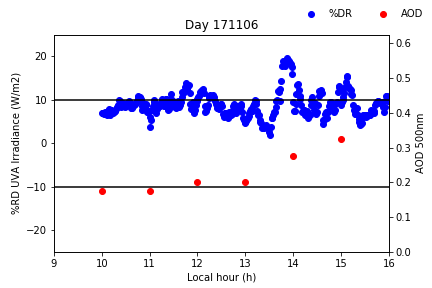 %DR AOD
Day 171106
%RD UVA Irradiance (W/m2)
20
10
0
−10
−20
0.6
0.5
0.4
0.3
0.2
0.1
0.0
AOD 500nm
9 10 11 12 13 14 15 16
Local hour (h)